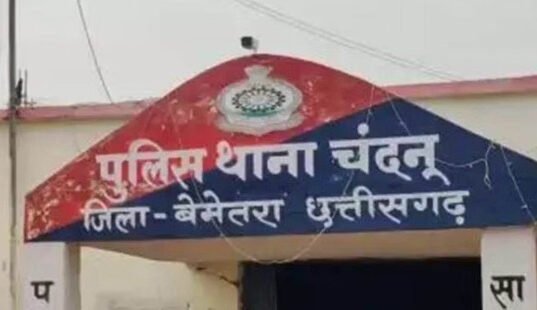 पुलिस थाना चंदनू
जिला-बेमेतरा छत्तीसगढ़
प
सा